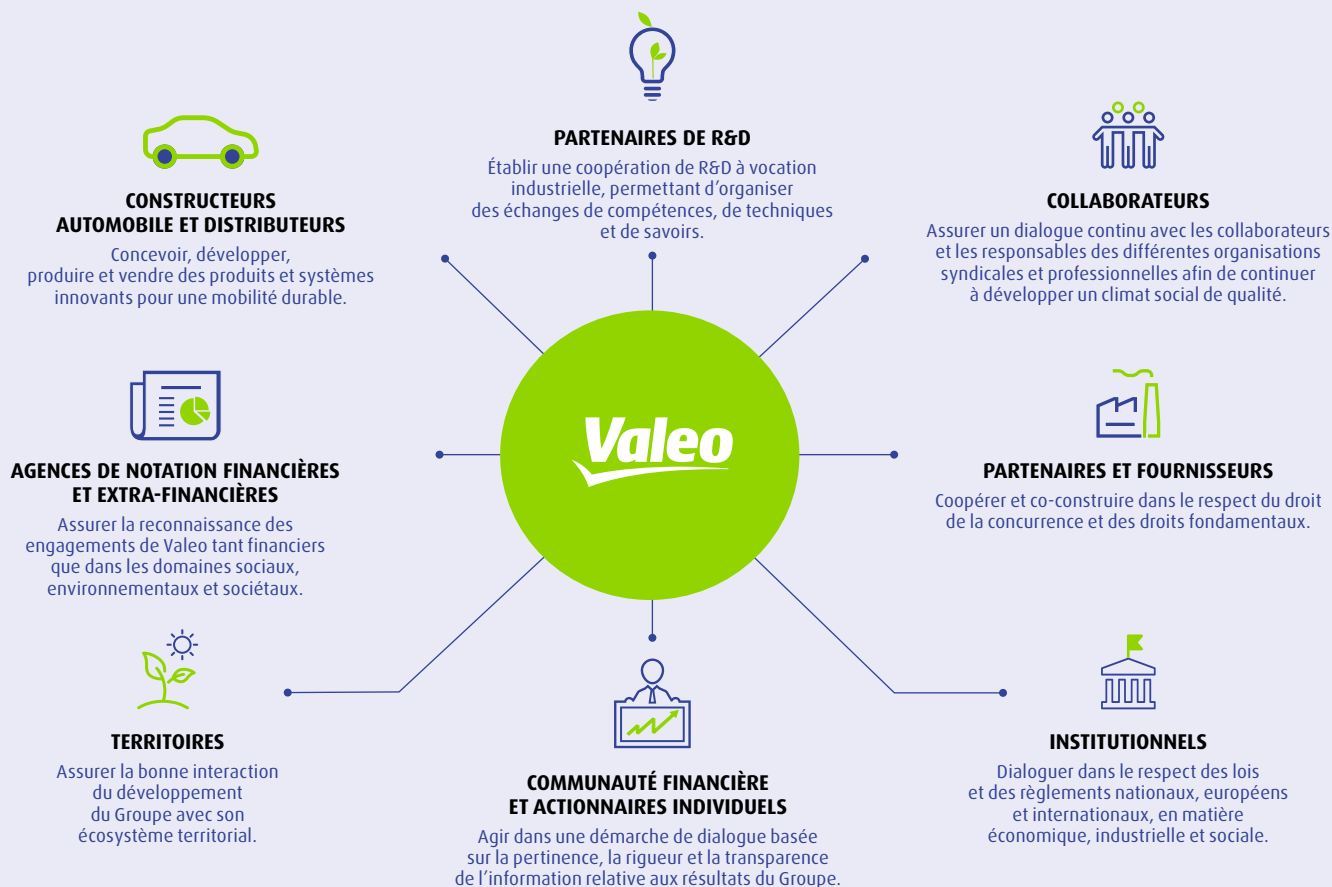 PARTENAIRES DE R&D
Établir une coopération de R&D à vocation
industrielle, permettant d'organiser
des échanges de compétences, de techniques
et de savoirs.
CONSTRUCTEURS
AUTOMOBILE ET DISTRIBUTEURS
Concevoir, développer,
produire et vendre des produits et systèmes
innovants pour une mobilité durable.
COLLABORATEURS
Assurer un dialogue continu avec les collaborateurs
et les responsables des différentes organisations
syndicales et professionnelles afin de continuer
à développer un climat social de qualité.
Valeo
AGENCES DE NOTATION FINANCIÈRES
ET EXTRA-FINANCIÈRES
Assurer la reconnaissance des
engagements de Valeo tant financiers
que dans les domaines sociaux,
environnementaux et sociétaux.
PARTENAIRES ET FOURNISSEURS
Coopérer et co-construire dans le respect du droit
de la concurrence et des droits fondamentaux.
TERRITOIRES
Assurer la bonne interaction
du développement
du Groupe avec son
écosystème territorial.
COMMUNAUTÉ FINANCIÈRE
ET ACTIONNAIRES INDIVIDUELS
Agir dans une démarche de dialogue basée
sur la pertinence, la rigueur et la transparence
de l'information relative aux résultats du Groupe.
INSTITUTIONNELS
Dialoguer dans le respect des lois
et des règlements nationaux, européens
et internationaux, en matière
économique, industrielle et sociale.